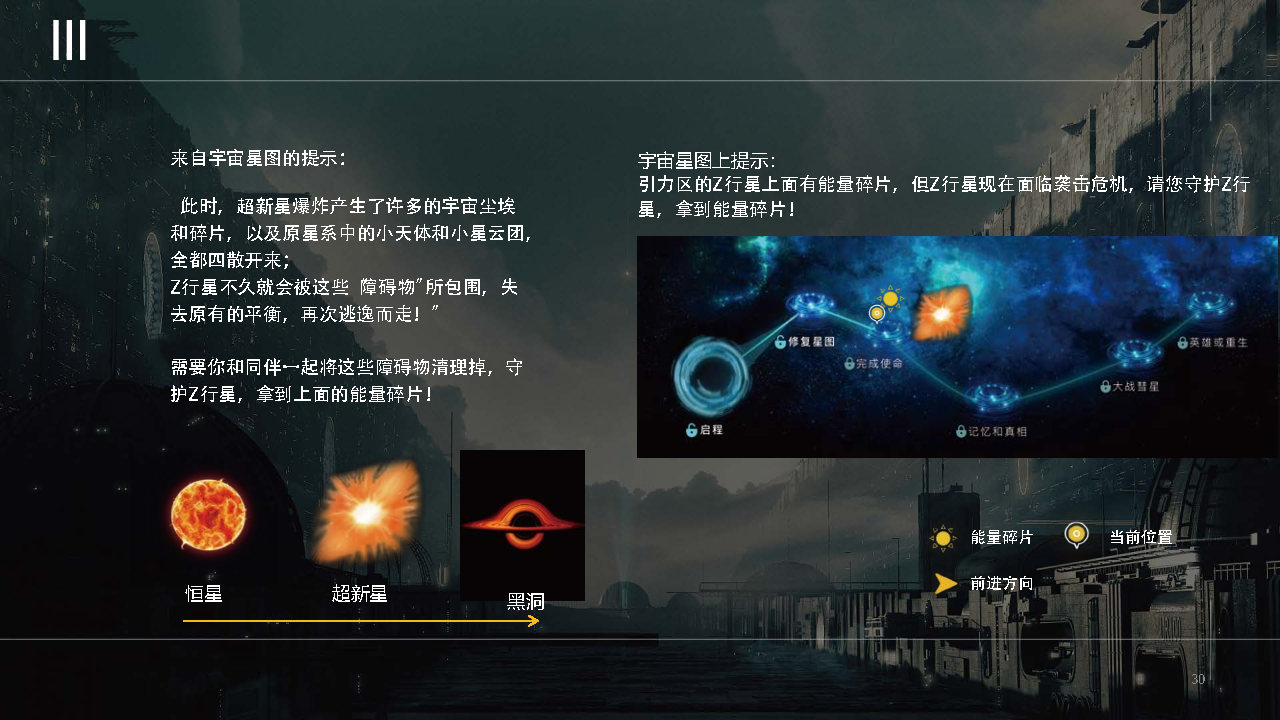 III
来自宇宙星图的提示：
此时，超新星爆炸产生了许多的宇宙尘埃
和碎片，以及原星系中的小天体和小星云团，
全都四散开来；
Z行星不久就会被这些 障碍物”所包围，失
去原有的平衡，再次逃逸而走！”
需要你和同伴一起将这些障碍物清理掉，守
护Z行星，拿到上面的能量碎片！
恒星
超新星
黑洞
宇宙星图上提示：
引力区的Z行星上面有能量碎片，但Z行星现在面临袭击危机，请您守护Z行
星，拿到能量碎片！
启程
修复星图
完成使命
记忆和真相
大战彗星
英雄或重生
能量碎片
当前位置
前进方向
30